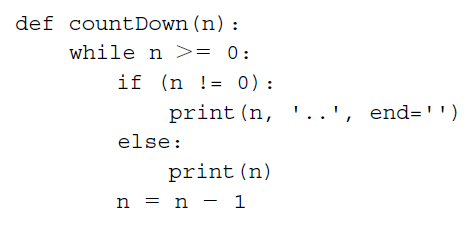 def countDown(n):
    while n >= 0:
        if (n != 0):
            print(n, '..', end='')
        else:
            print(n)
        n = n - 1